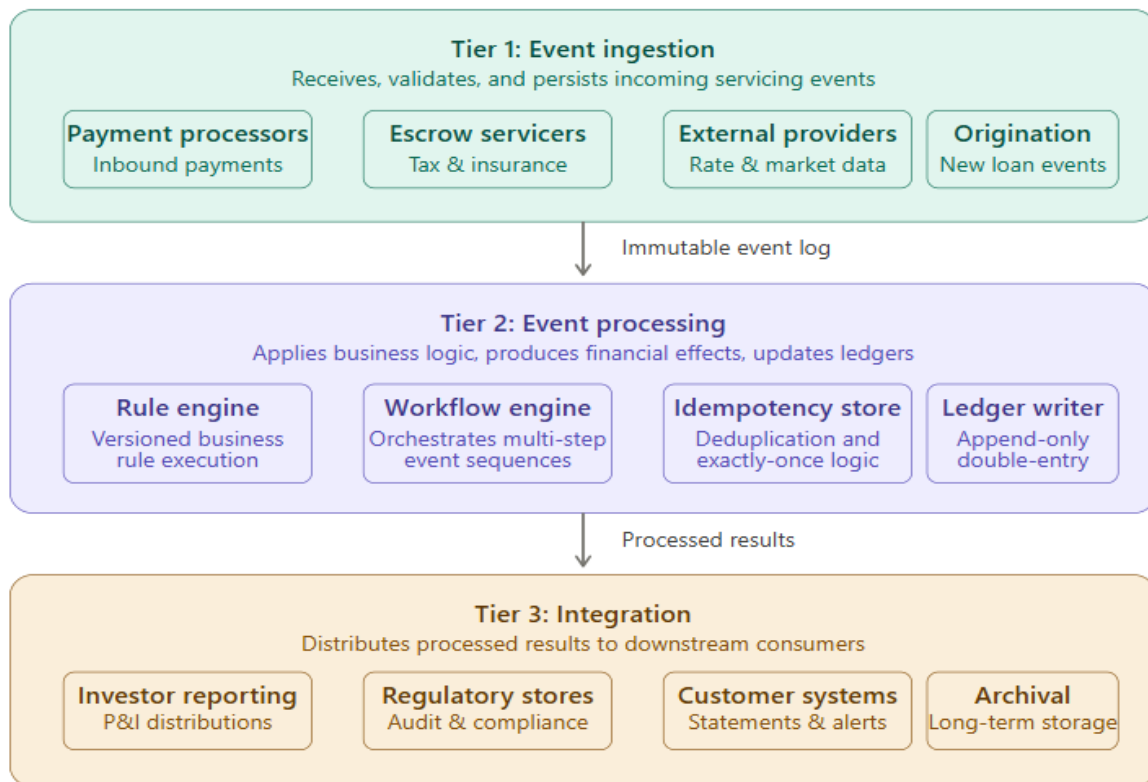 Tier 1: Event ingestion
Receives, validates, and persists incoming servicing events
Payment processors
Inbound payments
Escrow servicers
Tax & insurance
External providers
Rate & market data
Origination
New loan events
Immutable event log
Tier 2: Event processing
Applies business logic, produces financial effects, updates ledgers
Rule engine
Versioned business
rule execution
Workflow engine
Orchestrates multi-step
event sequences
Idempotency store
Deduplication and
exactly-once logic
Ledger writer
Append-only
double-entry
Processed results
Tier 3: Integration
Distributes processed results to downstream consumers
Investor reporting
P&I distributions
Regulatory stores
Audit & compliance
Customer systems
Statements & alerts
Archival
Long-term storage